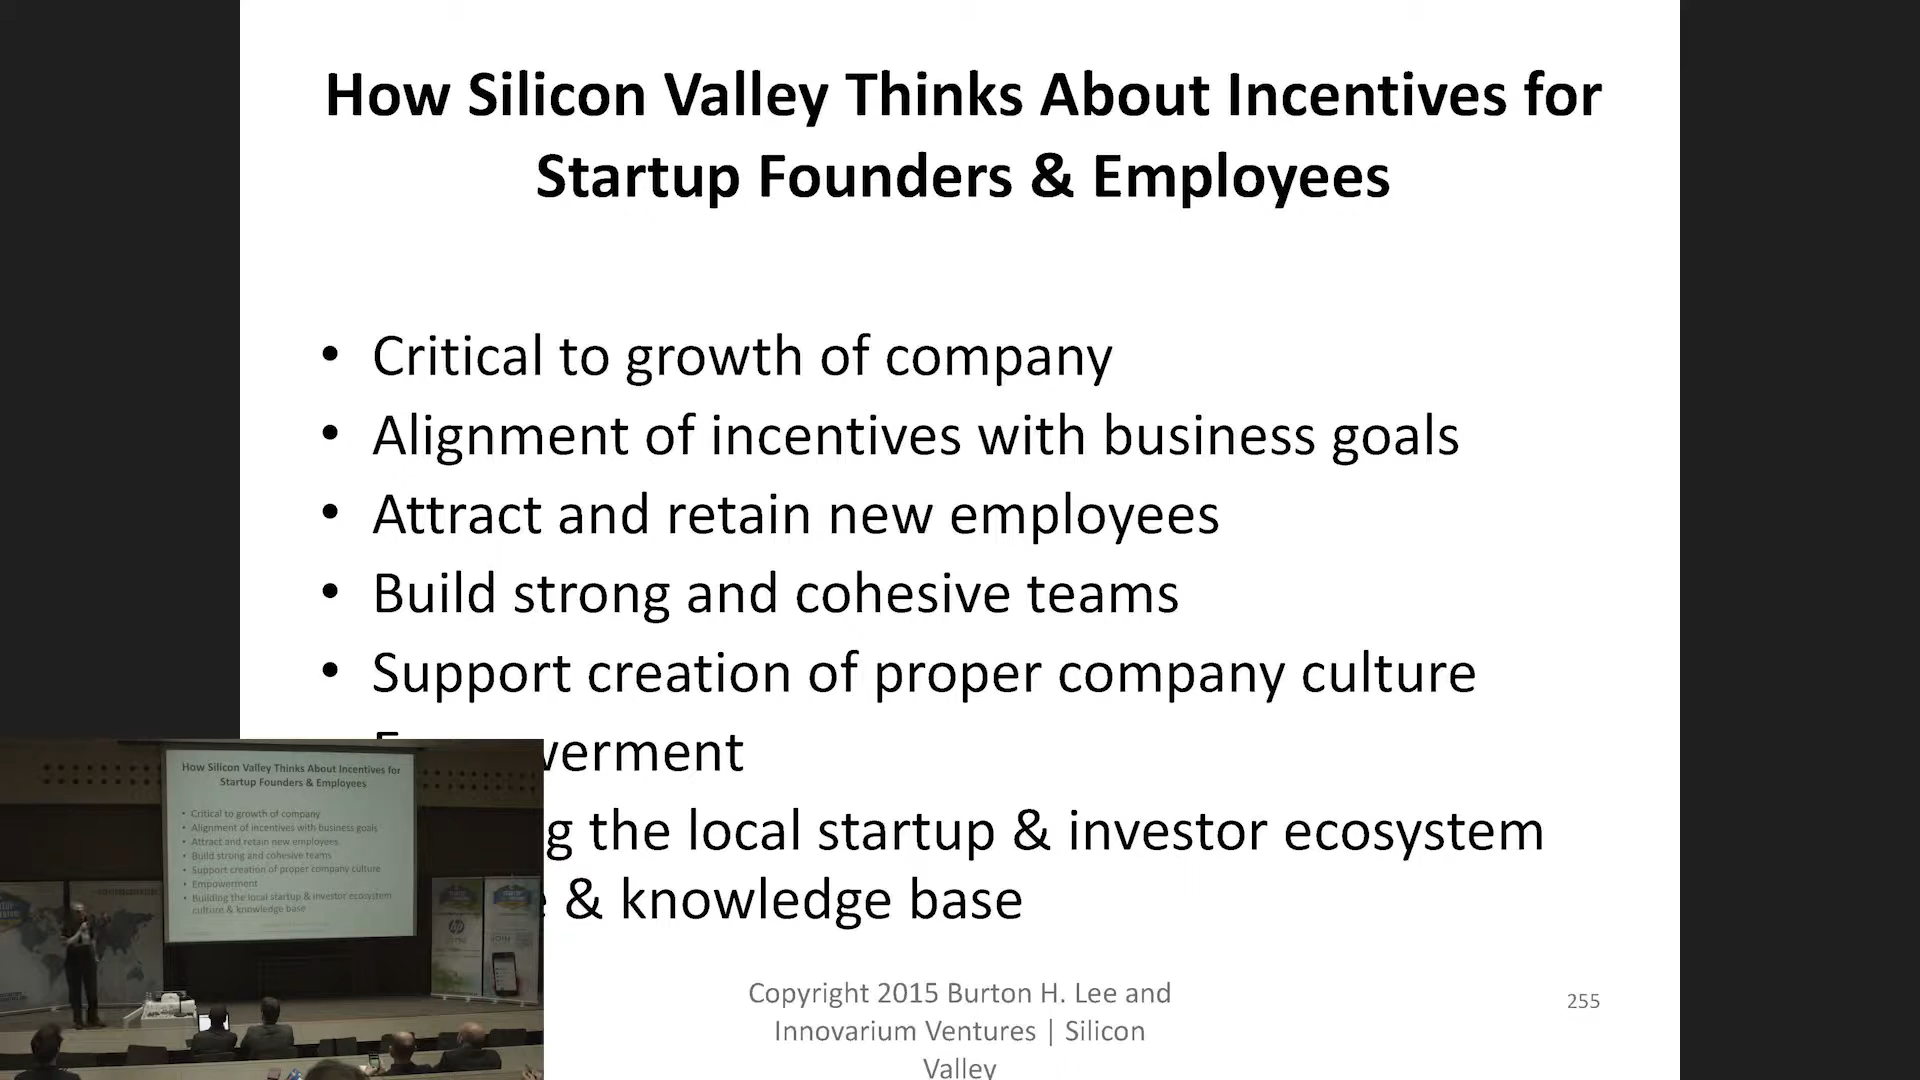 How Silicon Valley Thinks About Incentives for
Startup Founders & Employees
• Critical to growth of company
• Alignment of incentives with business goals
• Attract and retain new employees
• Build strong and cohesive teams
• Support creation of proper company culture
werment
g the local startup & investor ecosystem
& knowledge base
Copyright 2015 Burton H. Lee and
Innovarium Ventures | Silicon
Valley
255
How Silicon Valley Thinks About Incentives for
Startup Founders & Employees
• Critical to growth of company
• Alignment of incentives with business goals
• Attract and retain new employees
• Build strong and cohesive teams
• Support creation of proper company culture
• Empowerment
• Building the local startup & investor ecosystem
culture & knowledge base
hp
JOIN